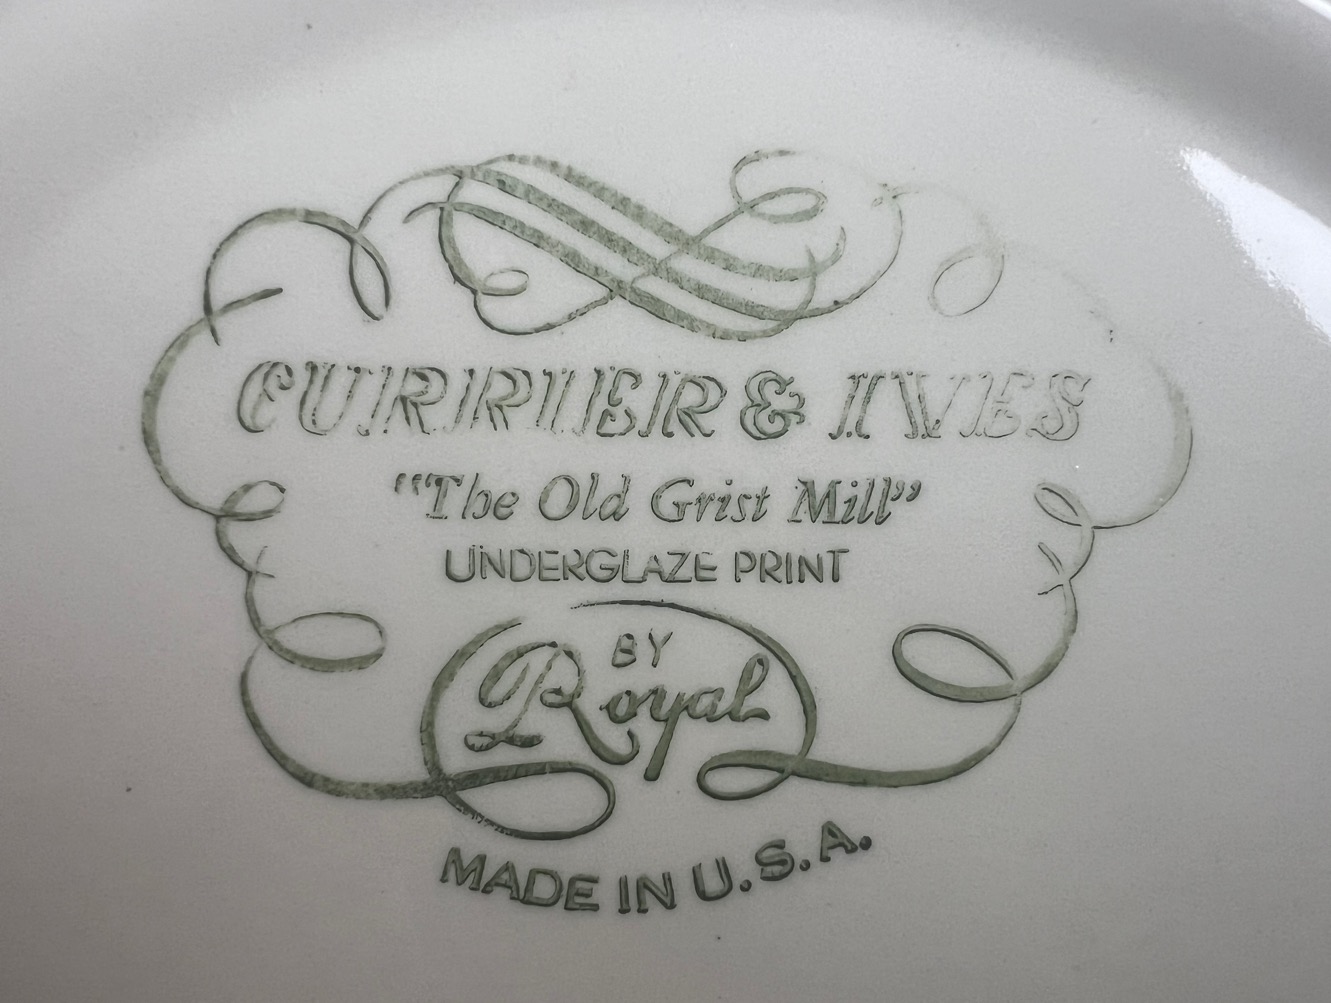 CURRIER & IVES
"The Old Grist Mill"
UNDERGLAZE PRINT
BY
Royal
MADE IN U.S.A.